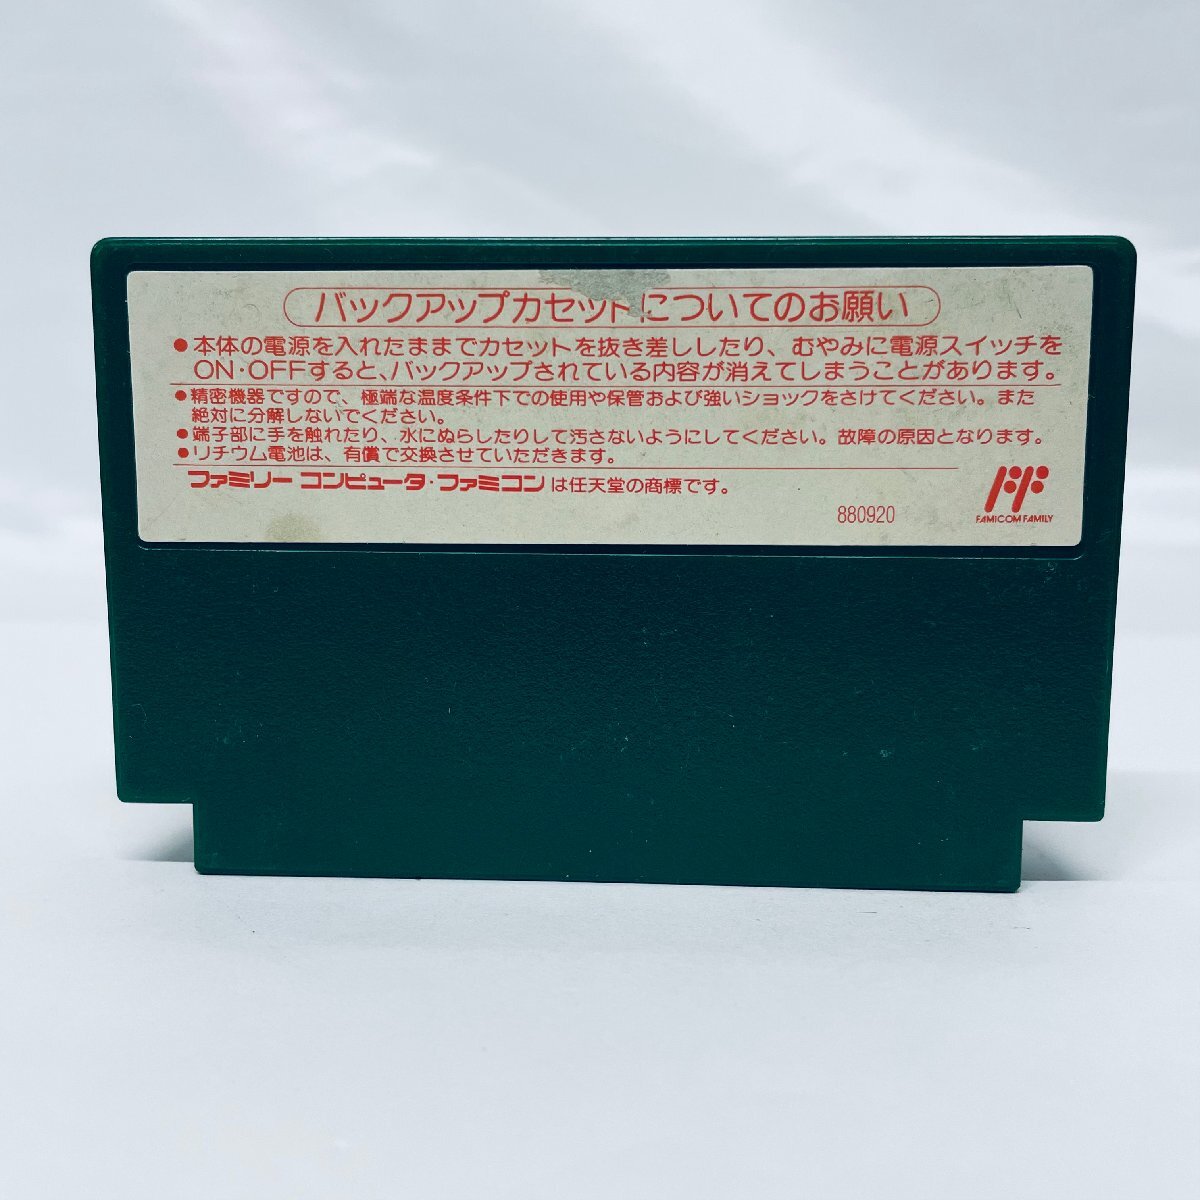 バックアップカセットについてのお願い
●本体の電源を入れたままでカセットを抜き差ししたり、むやみに電源スイッチを
ON・OFFすると、バックアップされている内容が消えてしまうことがあります。
●精密機器ですので、極端な温度条件下での使用や保管および強いショックをさけてください。また
絶対に分解しないでください。
●端子部に手を触れたり、水にぬらしたりして汚さないようにしてください。故障の原因となります。
●リチウム電池は、有償で交換させていただきます。
ファミリーコンピュータ・ファミコンは任天堂の商標です。
880920
FAMICOM FAMILY